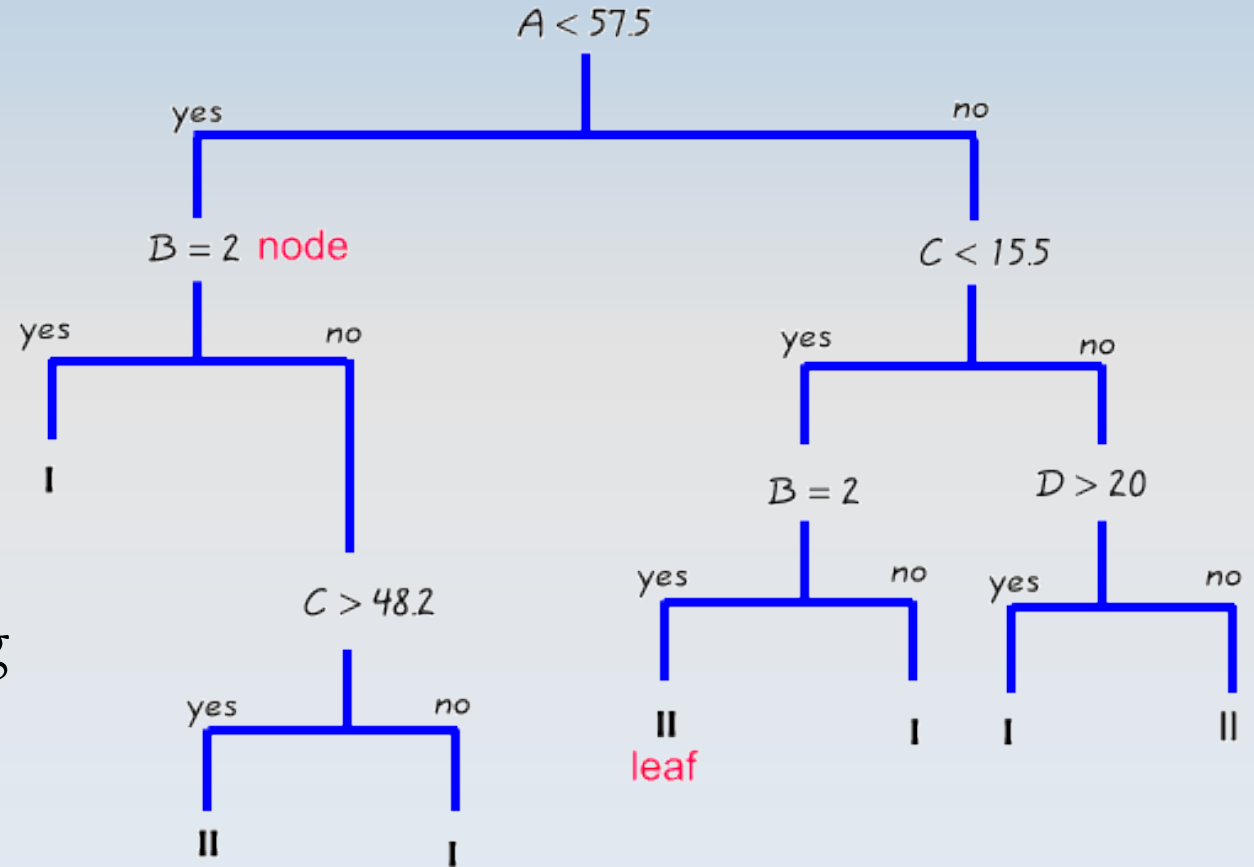 A < 57.5
yes
no
B = 2 node
C < 15.5
yes
no
yes
no
I
B = 2
D > 20
yes
no
yes
no
C > 48.2
g
yes
no
II
I
I
II
leaf
II
I